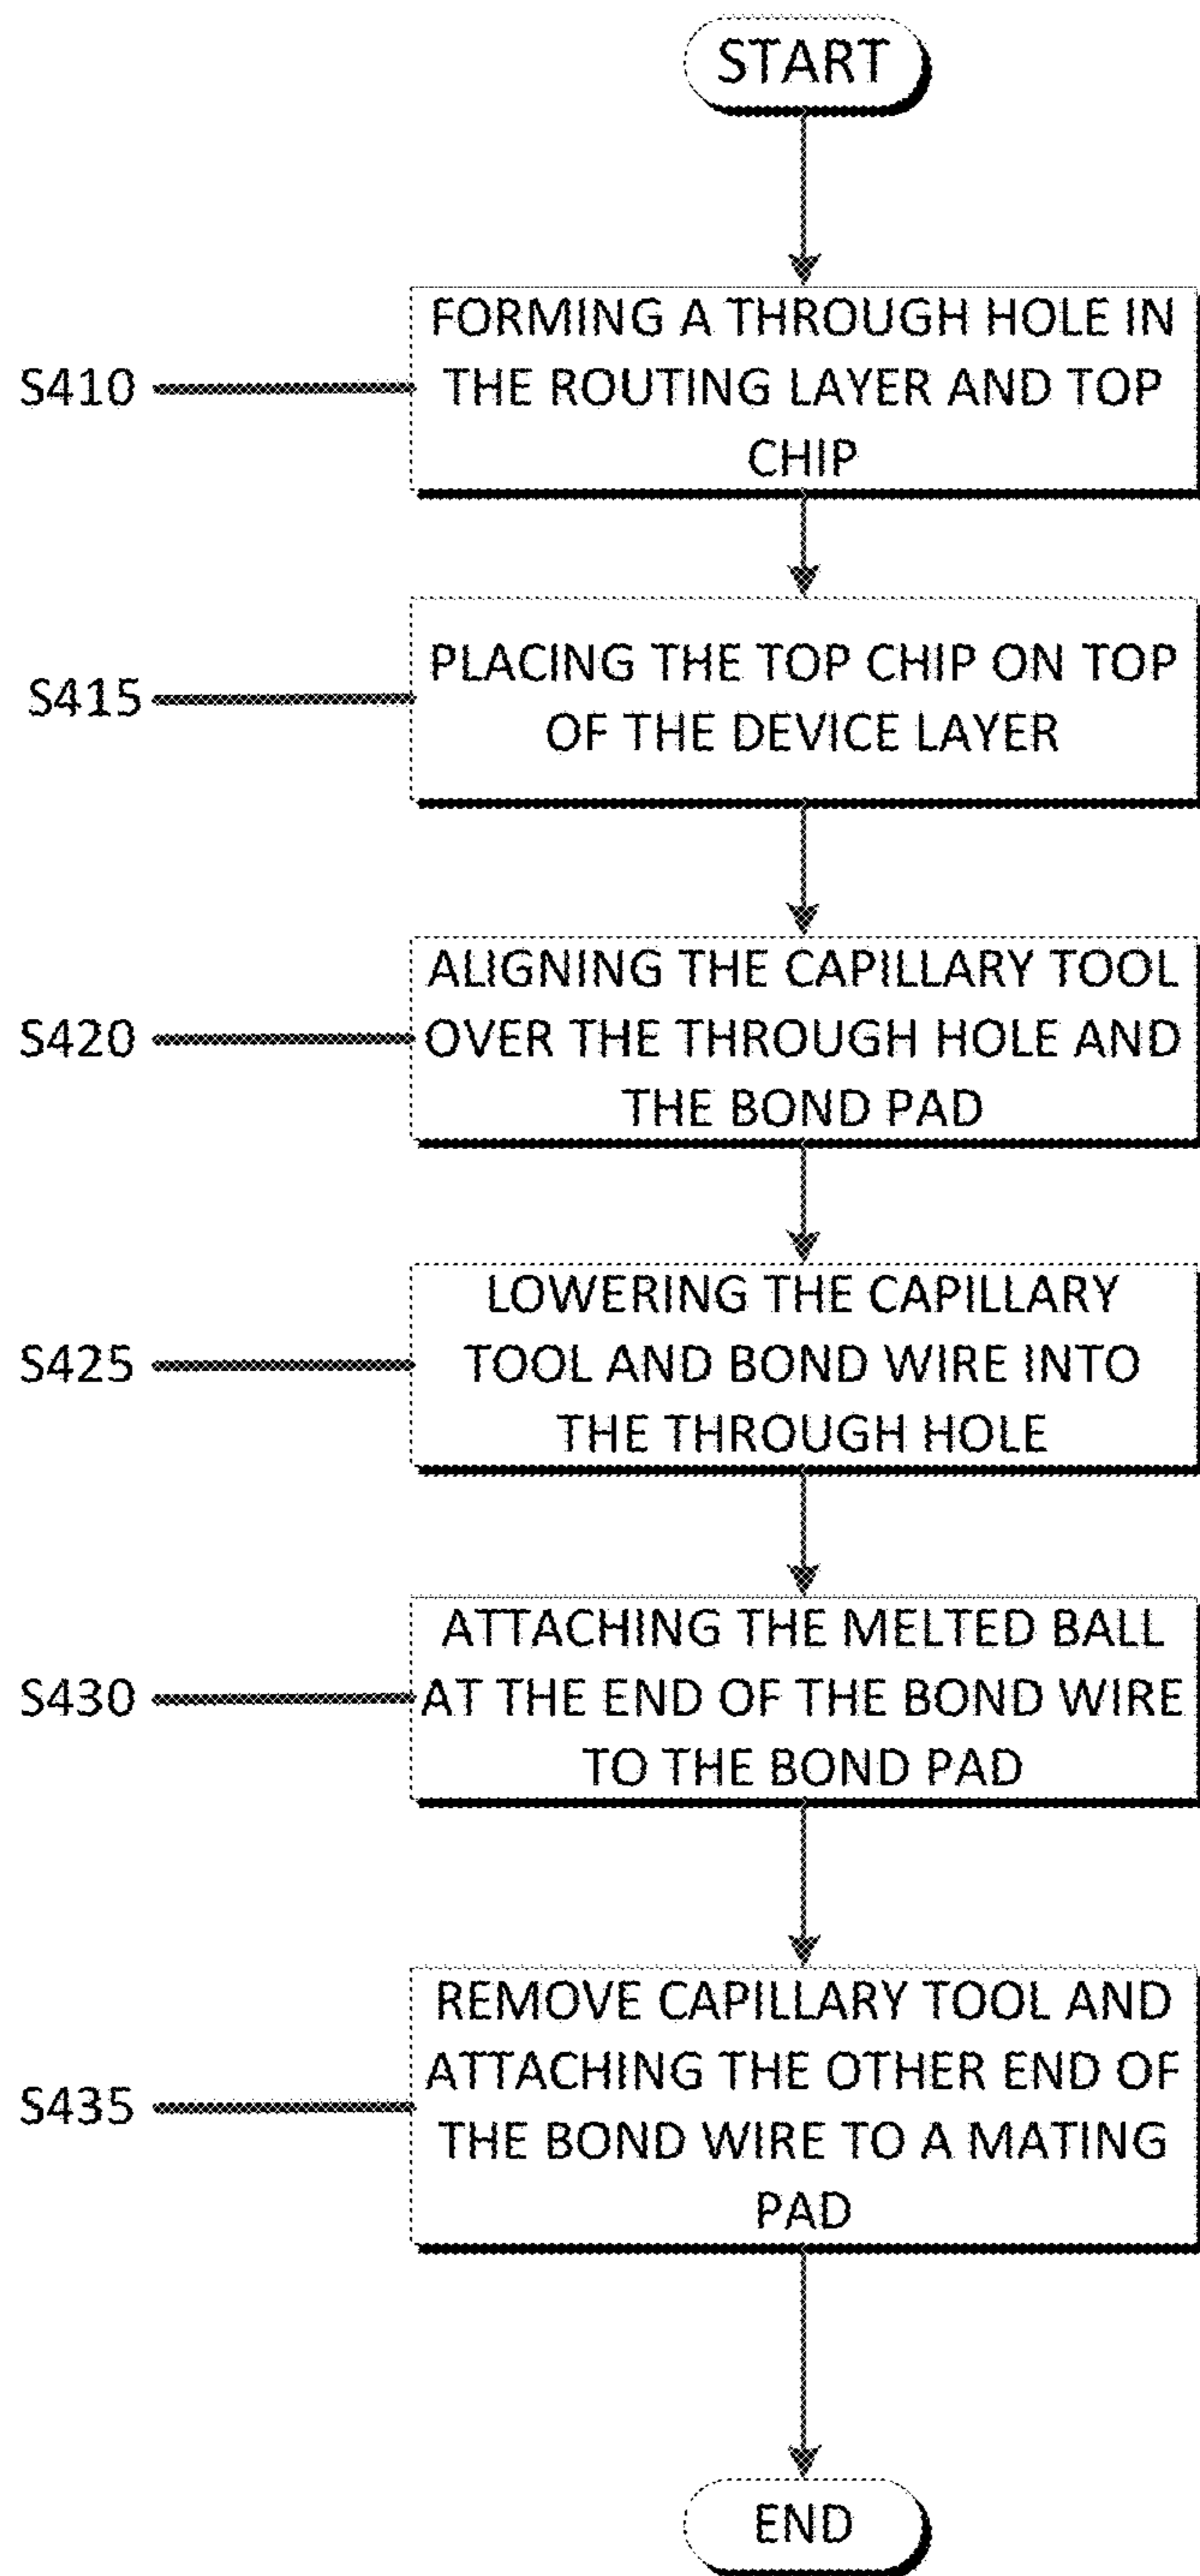 START
S410
FORMING A THROUGH HOLE IN
THE ROUTING LAYER AND TOP
CHIP
S415
PLACING THE TOP CHIP ON TOP
OF THE DEVICE LAYER
S420
ALIGNING THE CAPILLARY TOOL
OVER THE THROUGH HOLE AND
THE BOND PAD
S425
LOWERING THE CAPILLARY
TOOL AND BOND WIRE INTO
THE THROUGH HOLE
S430
ATTACHING THE MELTED BALL
AT THE END OF THE BOND WIRE
TO THE BOND PAD
S435
REMOVE CAPILLARY TOOL AND
ATTACHING THE OTHER END OF
THE BOND WIRE TO A MATING
PAD
END